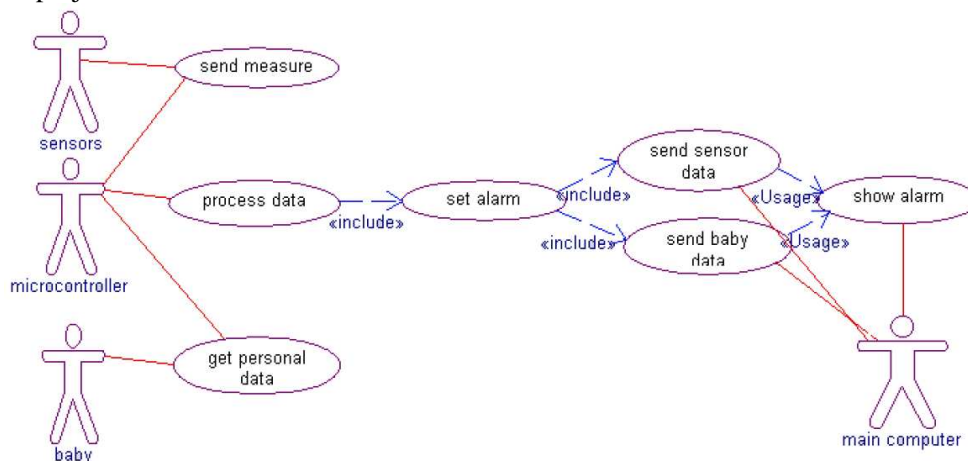 send measure
sensors
send sensor
data
«include»
«Usage»
show alarm
process data
«include»
set alarm
«include»
send baby
data
«Usage»
microcontroller
get personal
data
baby
main computer